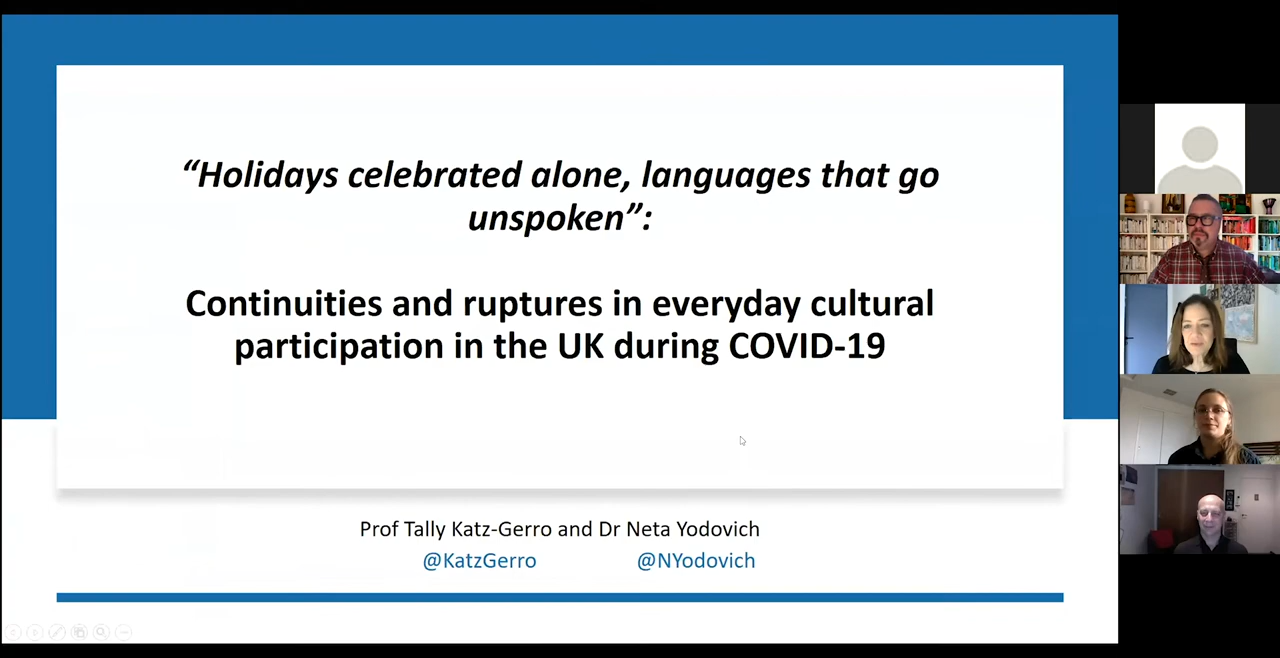 “Holidays celebrated alone, languages that go
unspoken”:
Continuities and ruptures in everyday cultural
participation in the UK during COVID-19
Prof Tally Katz-Gerro and Dr Neta Yodovich
@KatzGerro @NYodovich